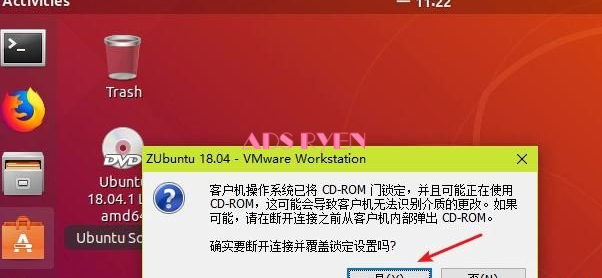 Activities
11:22
Trash
ADS RYEN
DVD
Ubuntu
18.04.1 L
amd64
Ubuntu So
ZUbuntu 18.04 - VMware Workstation
客户机操作系统已将 CD-ROM 门锁定，并且可能正在使用
CD-ROM，这可能会导致客户机无法识别介质的更改。如果
可能，请在断开连接之前从客户机内部弹出 CD-ROM。
确实要断开连接并覆盖锁定设置吗?
是(Y)
否(N)